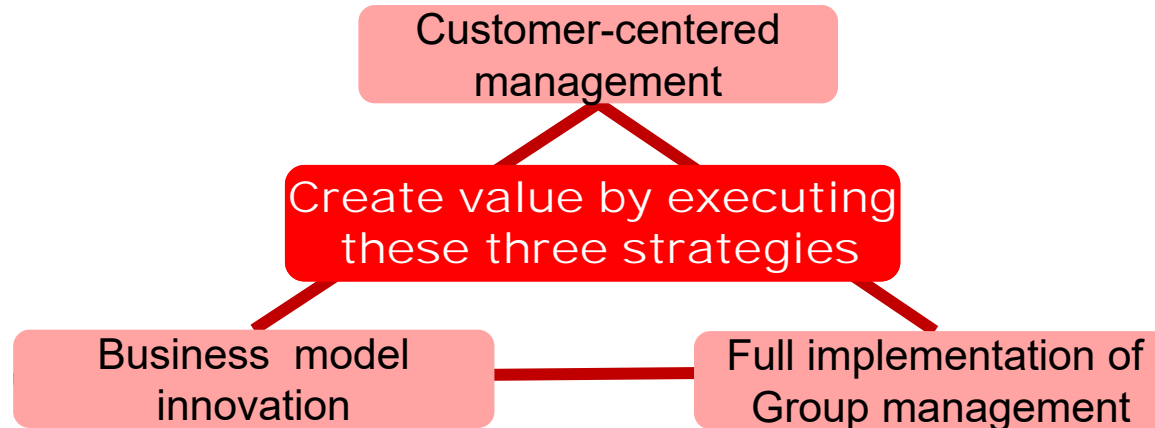 Customer-centered
management
Create value by executing
these three strategies
Business model
innovation
Full implementation of
Group management